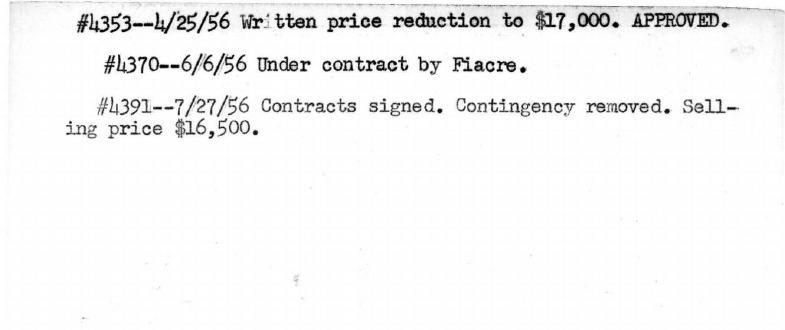 #4353--4/25/56 Written price reduction to $17,000. APPROVED.
#4370--6/6/56 Under contract by Fiacre.
#4391--7/27/56 Contracts signed. Contingency removed. Sell-
ing price $16,500.